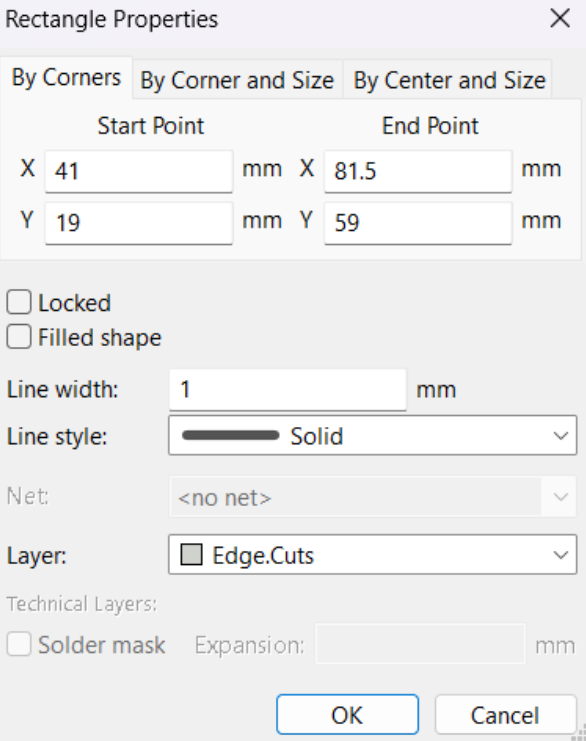 Rectangle Properties
By Corners By Corner and Size By Center and Size
Start Point End Point
X 41 mm X 81.5 mm
Y 19 mm Y 59 mm
Locked
Filled shape
Line width: 1 mm
Line style: Solid
Net: <no net>
Layer: Edge.Cuts
Technical Layers:
Solder mask Expansion: mm
OK Cancel